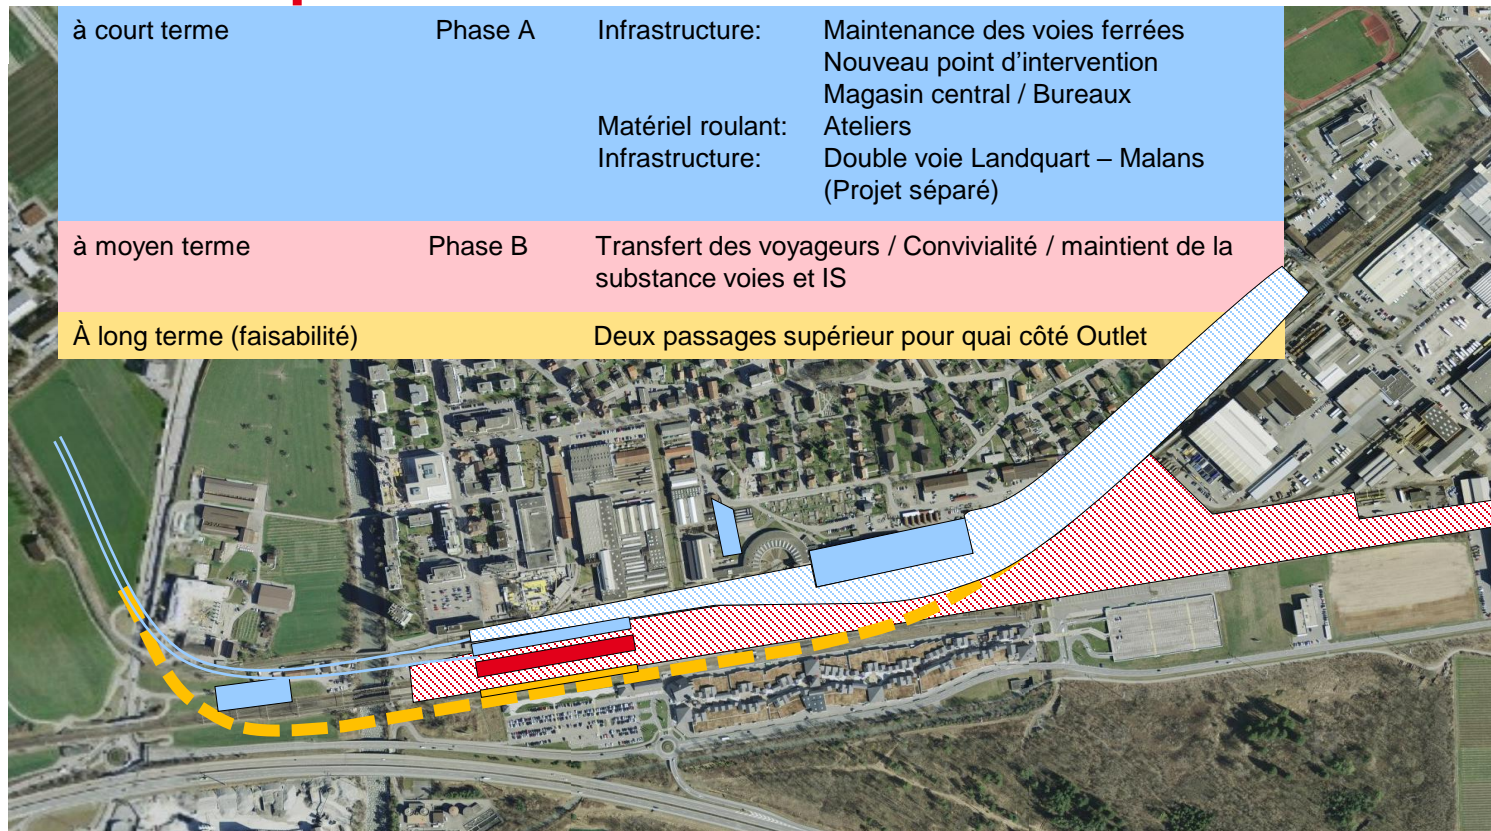 à court terme Phase A Infrastructure: Maintenance des voies ferrées
Nouveau point d’intervention
Magasin central / Bureaux
Matériel roulant: Ateliers
Infrastructure: Double voie Landquart – Malans
(Projet séparé)
à moyen terme Phase B Transfert des voyageurs / Convivialité / maintient de la
substance voies et IS
À long terme (faisabilité) Deux passages supérieur pour quai côté Outlet